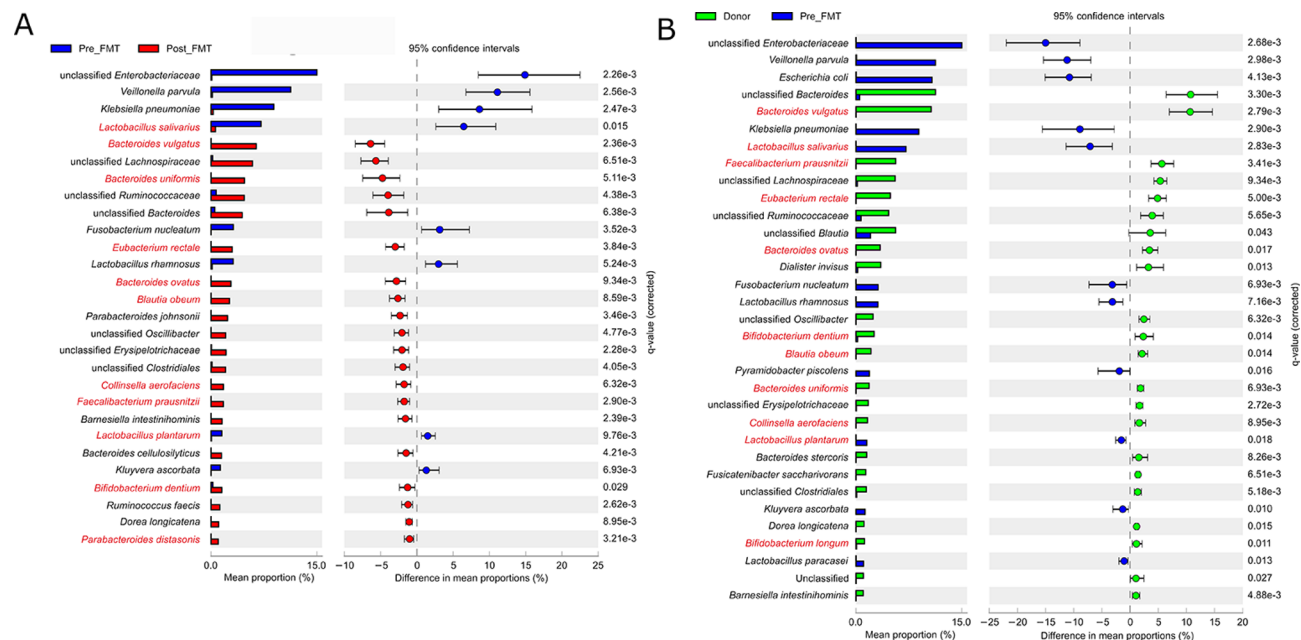 A
Pre_FMT Post_FMT
95% confidence intervals
unclassified Enterobacteriaceae 2.26e-3
Veillonella parvula 2.56e-3
Klebsiella pneumoniae 2.47e-3
Lactobacillus salivarius 0.015
Bacteroides vulgatus 2.36e-3
unclassified Lachnospiraceae 6.51e-3
Bacteroides uniformis 5.11e-3
unclassified Ruminococcaceae 4.38e-3
unclassified Bacteroides 6.38e-3
Fusobacterium nucleatum 3.52e-3
Eubacterium rectale 3.84e-3
Lactobacillus rhamnosus 5.24e-3
Bacteroides ovatus 9.34e-3
Blautia obeum 8.59e-3
Parabacteroides johnsonii 3.46e-3
unclassified Oscillibacter 4.77e-3
unclassified Erysipelotrichaceae 2.28e-3
unclassified Clostridiales 4.05e-3
Collinsella aerofaciens 6.32e-3
Faecalibacterium prausnitzii 2.90e-3
Barnesiella intestinihominis 2.39e-3
Lactobacillus plantarum 9.76e-3
Bacteroides cellulosilyticus 4.21e-3
Kluyvera ascorbata 6.93e-3
Bifidobacterium dentium 0.029
Ruminococcus faecis 2.62e-3
Dorea longicatena 8.95e-3
Parabacteroides distasonis 3.21e-3
q-value (corrected)
0.0 15.0 −10 −5 0 5 10 15 20 25
Mean proportion (%) Difference in mean proportions (%)
B
Donor Pre_FMT
95% confidence intervals
unclassified Enterobacteriaceae 2.68e-3
Veillonella parvula 2.98e-3
Escherichia coli 4.13e-3
unclassified Bacteroides 3.30e-3
Bacteroides vulgatus 2.79e-3
Klebsiella pneumoniae 2.90e-3
Lactobacillus salivarius 2.83e-3
Faecalibacterium prausnitzii 3.41e-3
unclassified Lachnospiraceae 9.34e-3
Eubacterium rectale 5.00e-3
unclassified Ruminococcaceae 5.65e-3
unclassified Blautia 0.043
Bacteroides ovatus 0.017
Dialister invisus 0.013
Fusobacterium nucleatum 6.93e-3
Lactobacillus rhamnosus 7.16e-3
unclassified Oscillibacter 6.32e-3
Bifidobacterium dentium 0.014
Blautia obeum 0.014
Pyramidobacter piscolens 0.016
Bacteroides uniformis 6.93e-3
unclassified Erysipelotrichaceae 2.72e-3
Collinsella aerofaciens 8.95e-3
Lactobacillus plantarum 0.018
Bacteroides stercoris 8.26e-3
Fusicatenibacter saccharivorans 6.51e-3
unclassified Clostridiales 5.18e-3
Kluyvera ascorbata 0.010
Dorea longicatena 0.015
Bifidobacterium longum 0.011
Lactobacillus paracasei 0.013
Unclassified 0.027
Barnesiella intestinihominis 4.88e-3
q-value (corrected)
0.0 15.0 −25 −20 −15 −10 −5 0 5 10 15 20
Mean proportion (%) Difference in mean proportions (%)